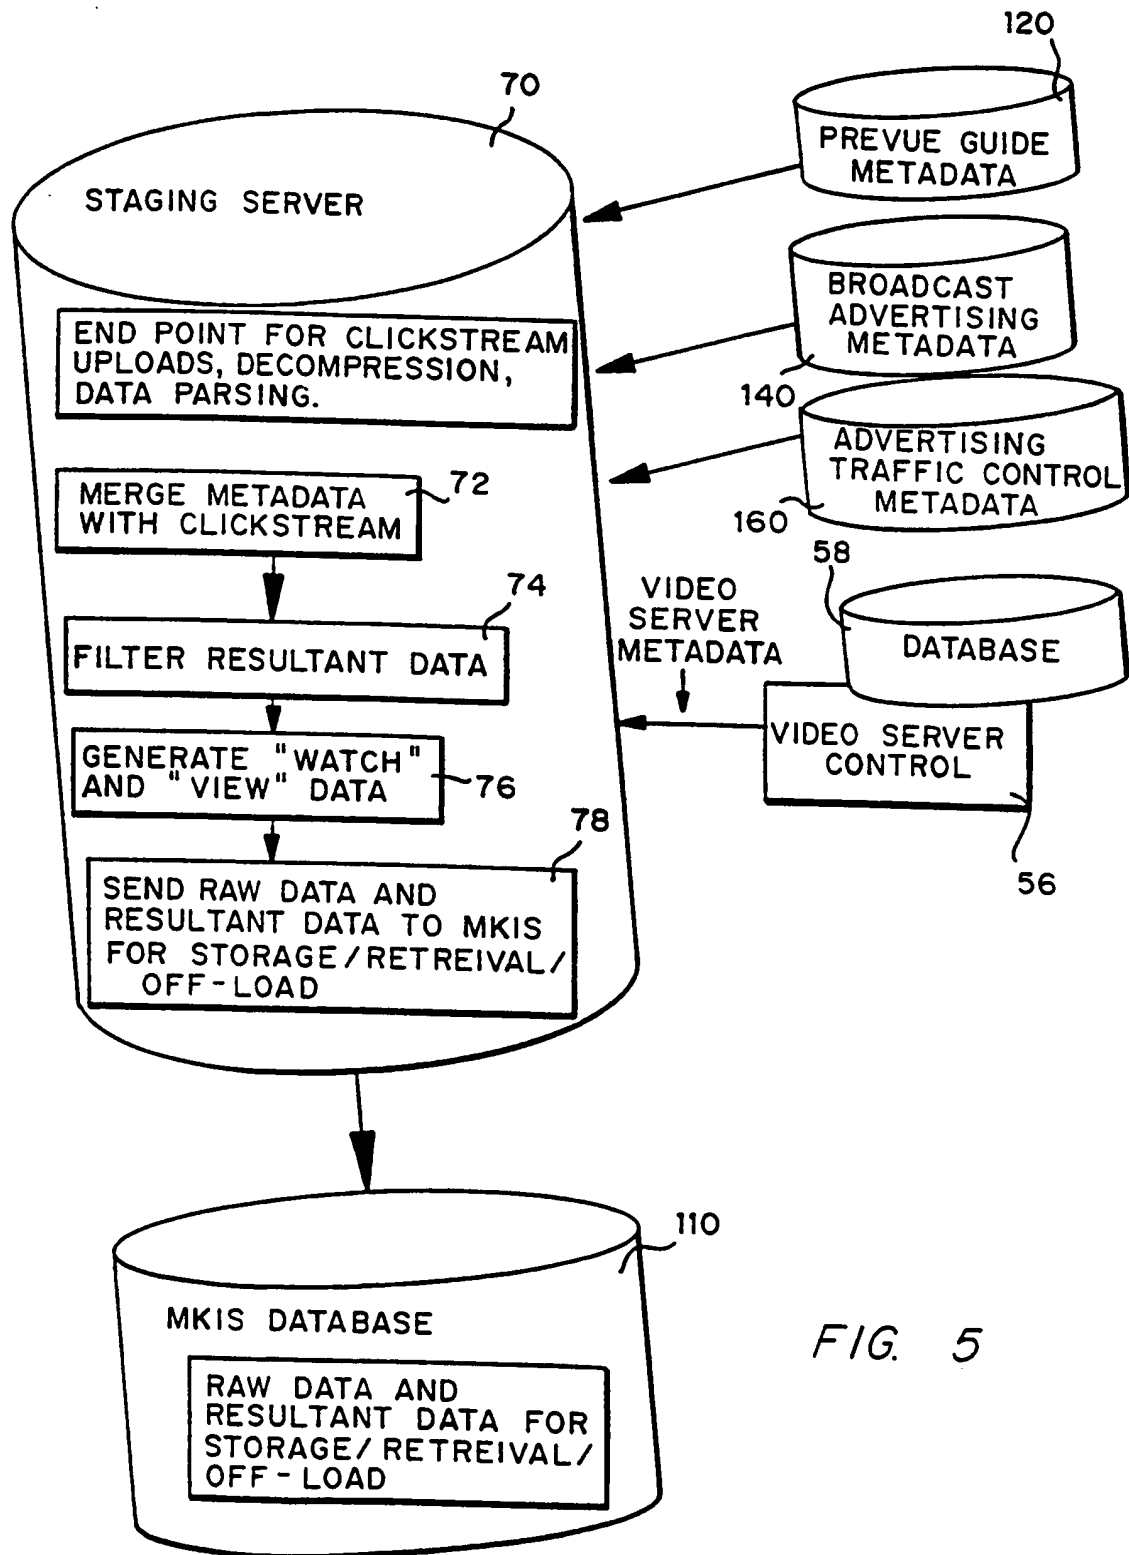 120
PREVUE GUIDE
METADATA
70
STAGING SERVER
BROADCAST
ADVERTISING
METADATA
140
END POINT FOR CLICKSTREAM
UPLOADS, DECOMPRESSION,
DATA PARSING.
ADVERTISING
TRAFFIC CONTROL
METADATA
160
MERGE METADATA
WITH CLICKSTREAM
72
58
DATABASE
VIDEO
SERVER
METADATA
74
FILTER RESULTANT DATA
VIDEO SERVER
CONTROL
56
GENERATE "WATCH"
AND "VIEW" DATA
76
78
SEND RAW DATA AND
RESULTANT DATA TO MKIS
FOR STORAGE/RETREIVAL/
OFF-LOAD
110
MKIS DATABASE
RAW DATA AND
RESULTANT DATA FOR
STORAGE/RETREIVAL/
OFF-LOAD
FIG. 5